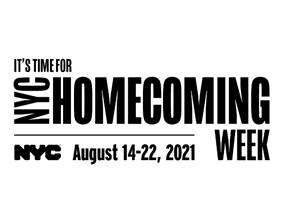 IT'S TIME FOR
NYC HOMECOMING
WEEK
NYC August 14-22, 2021